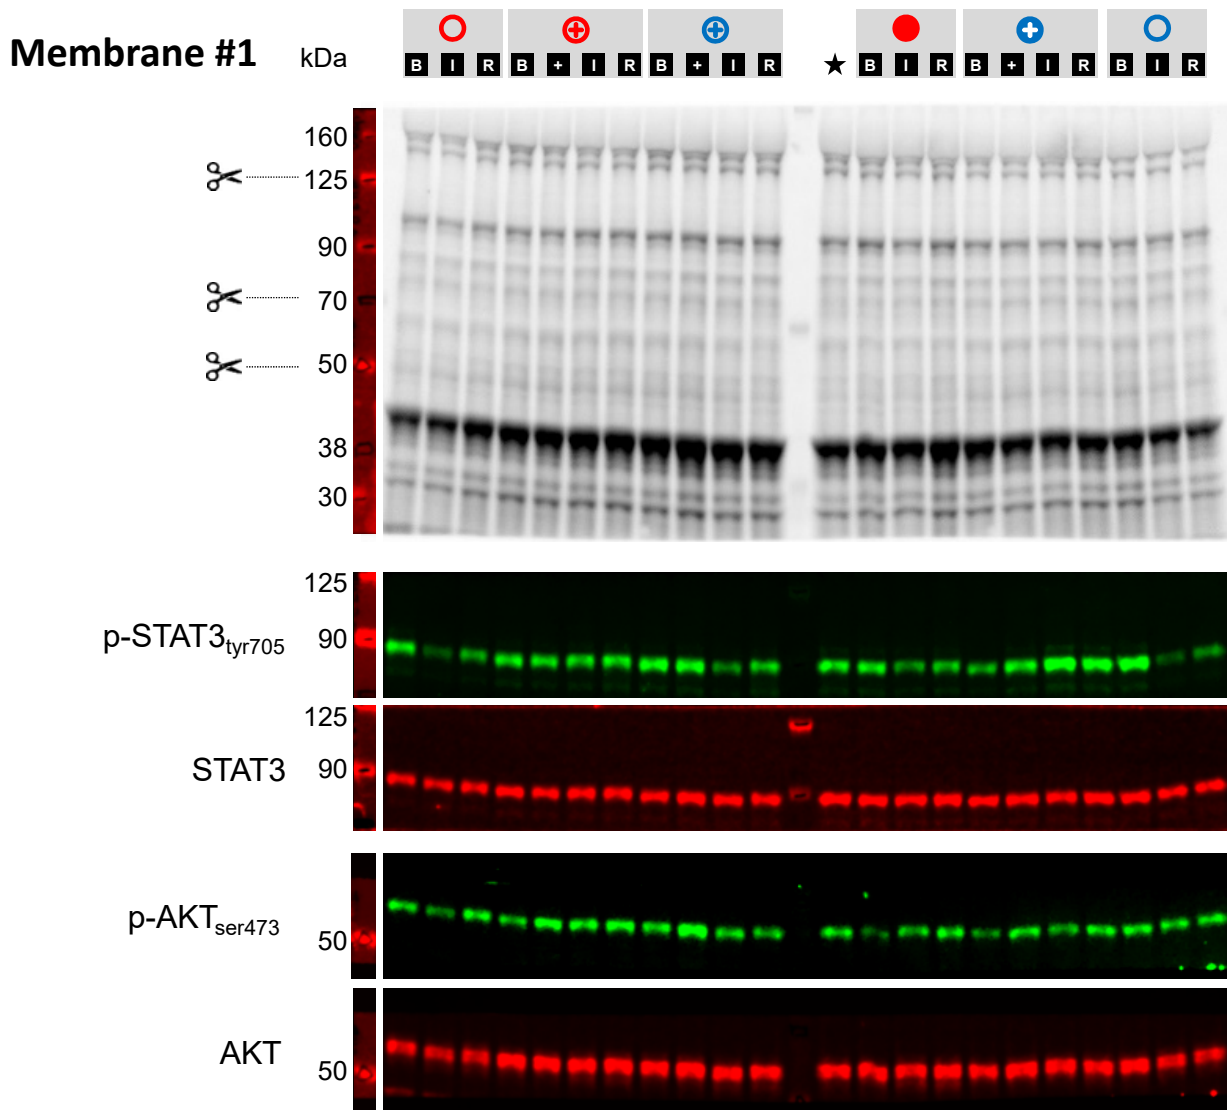 Membrane #1 kDa
B I R B + I R B + I R ★ B I R B + I R B I R
160
125
90
70
50
38
30
125
p-STAT3tyr705 90
125
STAT3 90
p-AKTser473
50
AKT
50